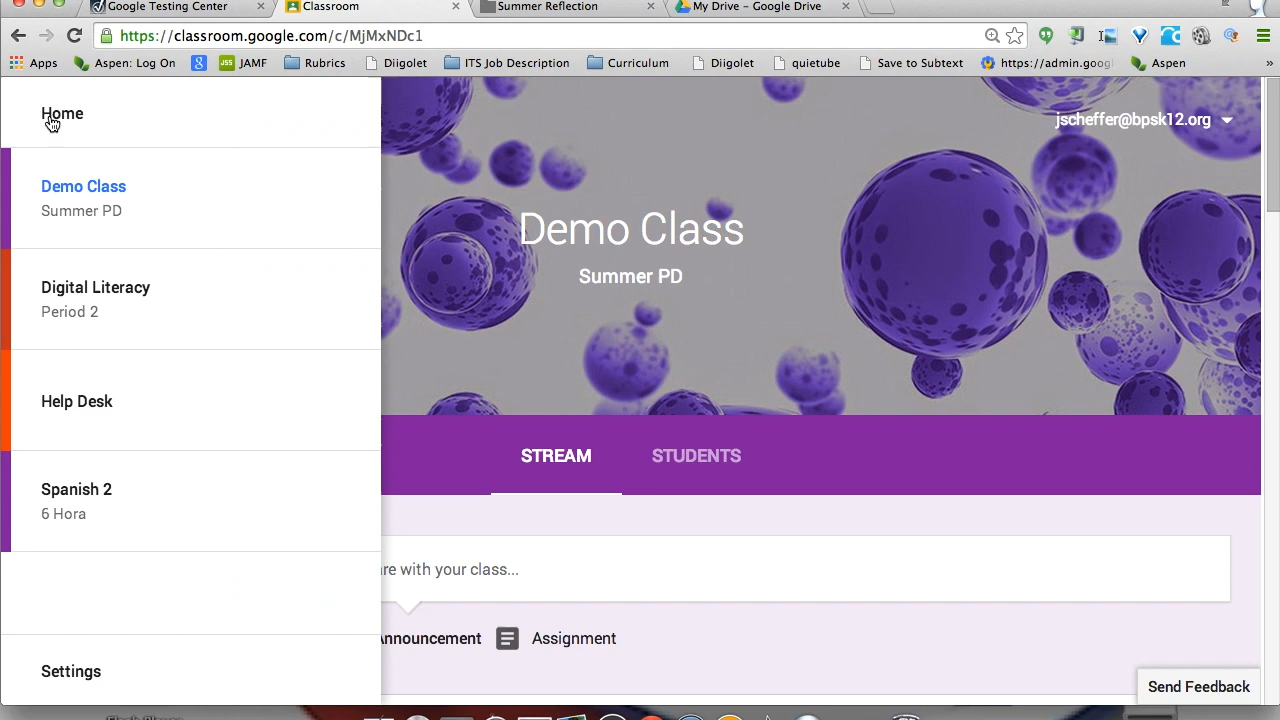 Google Testing Center
Classroom
Summer Reflection
My Drive – Google Drive
https://classroom.google.com/c/MjMxNDc1
Apps
Aspen: Log On
JAMF
Rubrics
Diigolet
ITS Job Description
Curriculum
Diigolet
quietube
Save to Subtext
https://admin.goog
Aspen
»
Home
jscheffer@bpsk12.org
Demo Class
Summer PD
Demo Class
Summer PD
Digital Literacy
Period 2
Help Desk
STREAM
STUDENTS
Spanish 2
6 Hora
are with your class...
Announcement
Assignment
Settings
Send Feedback